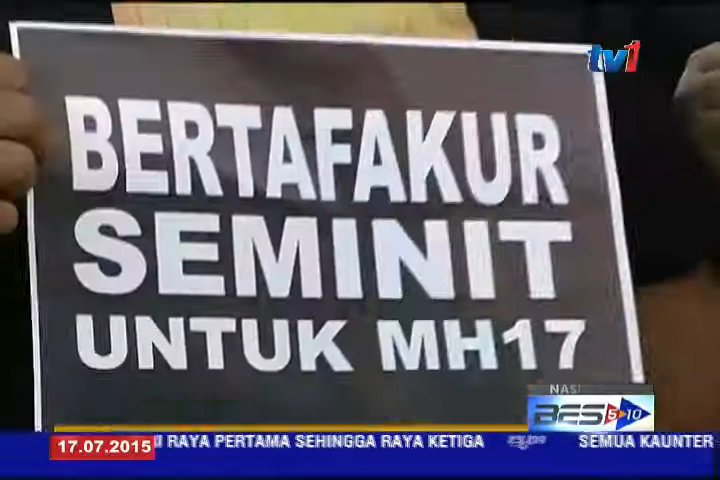 tv1
BERTAFAKUR
SEMINIT
UNTUK MH17
BES 5 10
17.07.2015 RAYA PERTAMA SEHINGGA RAYA KETIGA SEMUA KAUNTER